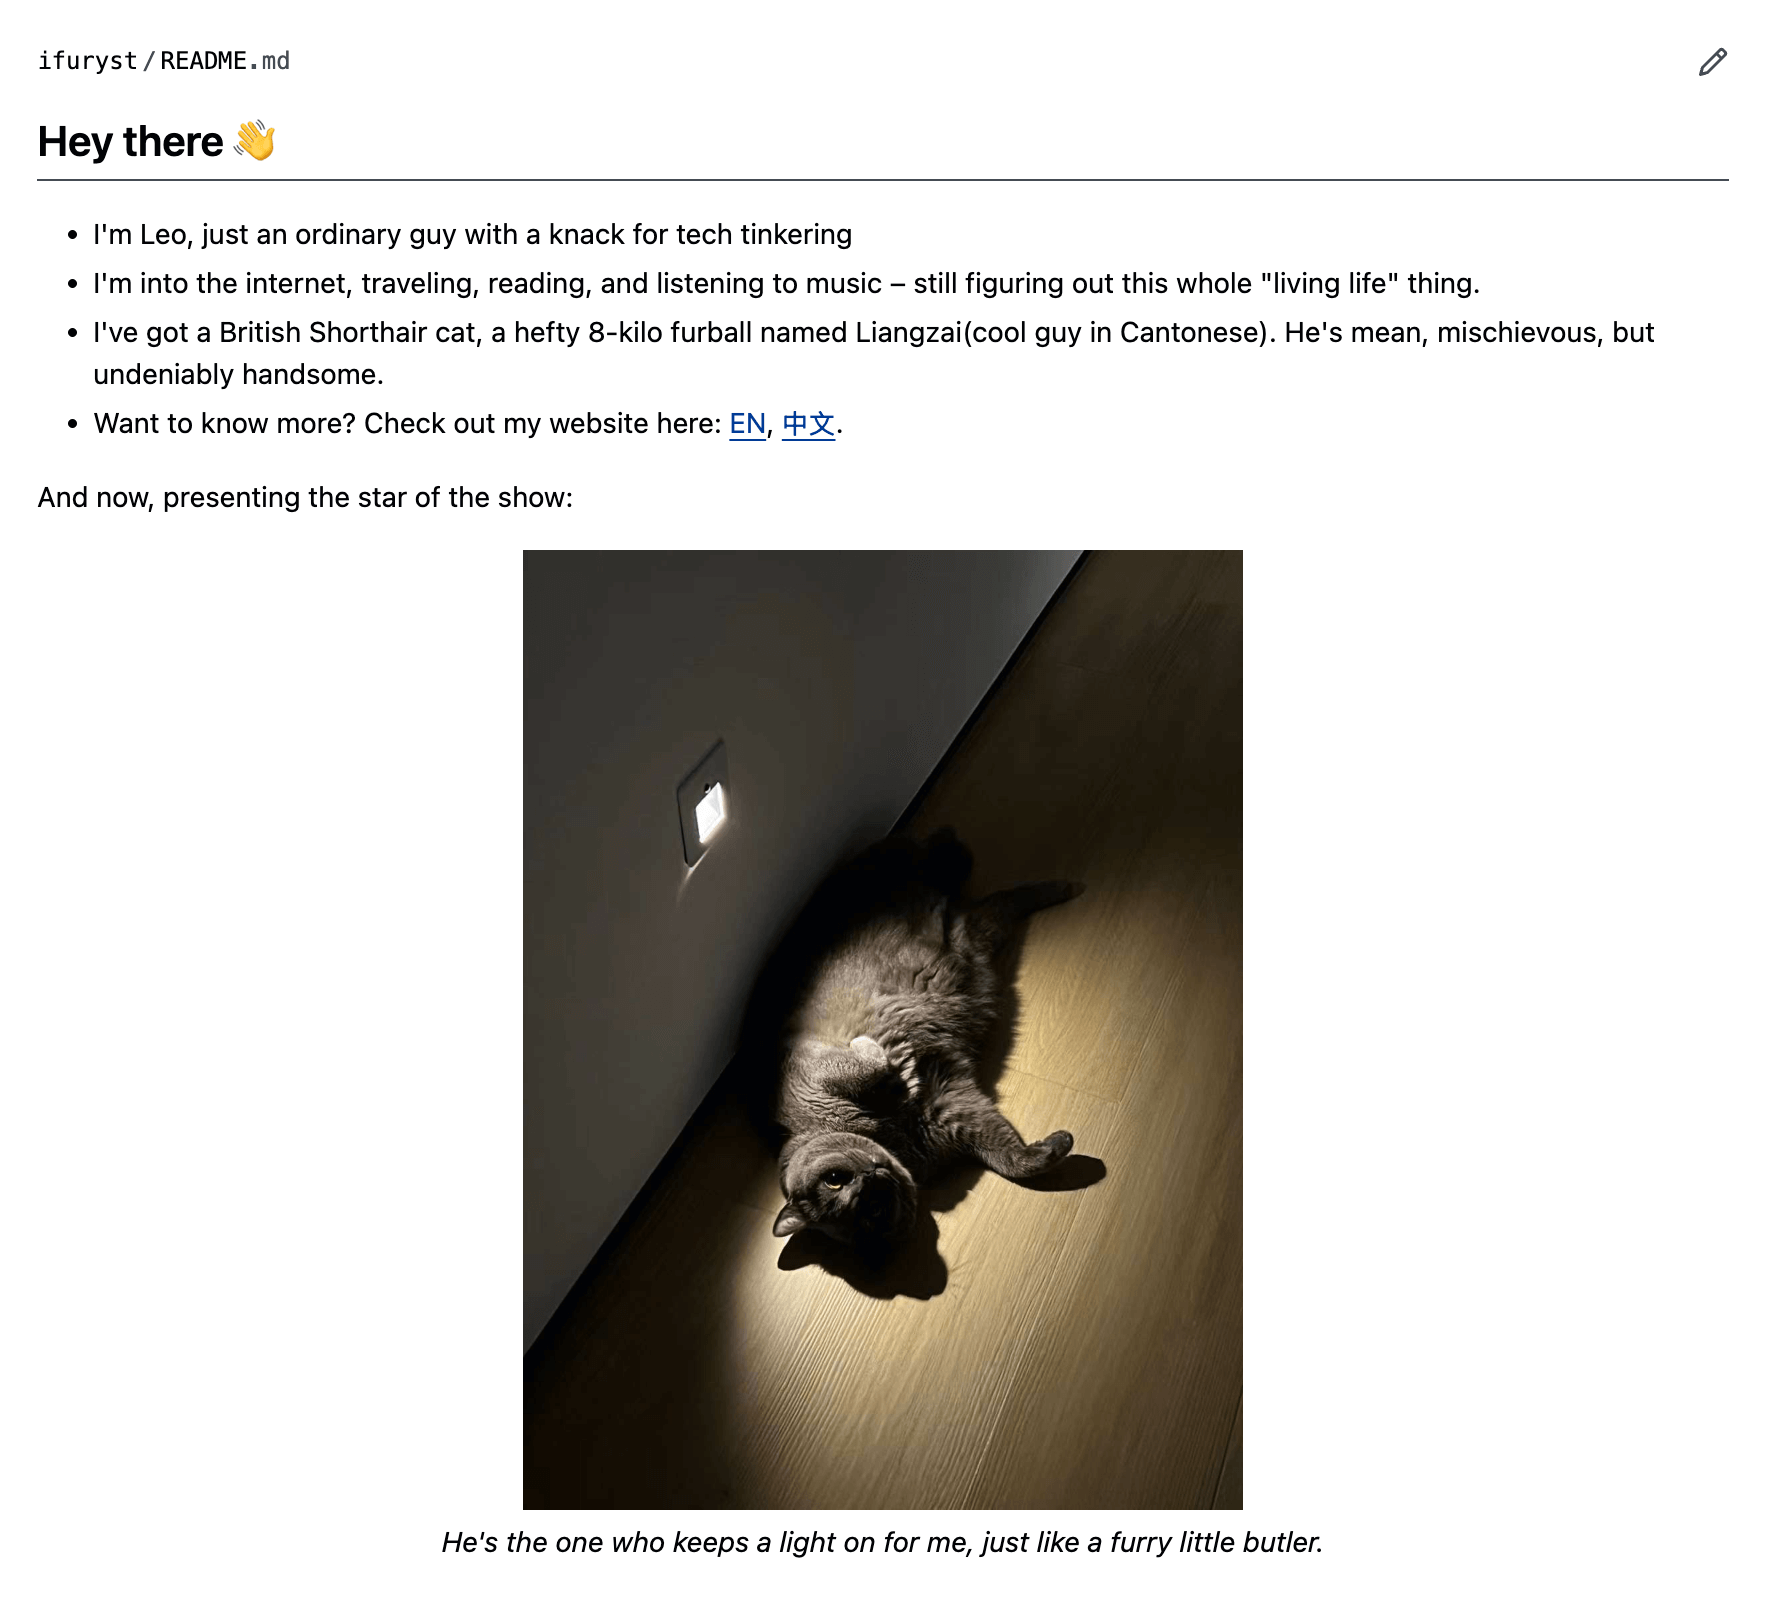 ifuryst/README.md
Hey there 👋
• I'm Leo, just an ordinary guy with a knack for tech tinkering
• I'm into the internet, traveling, reading, and listening to music – still figuring out this whole "living life" thing.
• I've got a British Shorthair cat, a hefty 8-kilo furball named Liangzai(cool guy in Cantonese). He's mean, mischievous, but
undeniably handsome.
• Want to know more? Check out my website here: EN, 中文.
And now, presenting the star of the show:
He's the one who keeps a light on for me, just like a furry little butler.